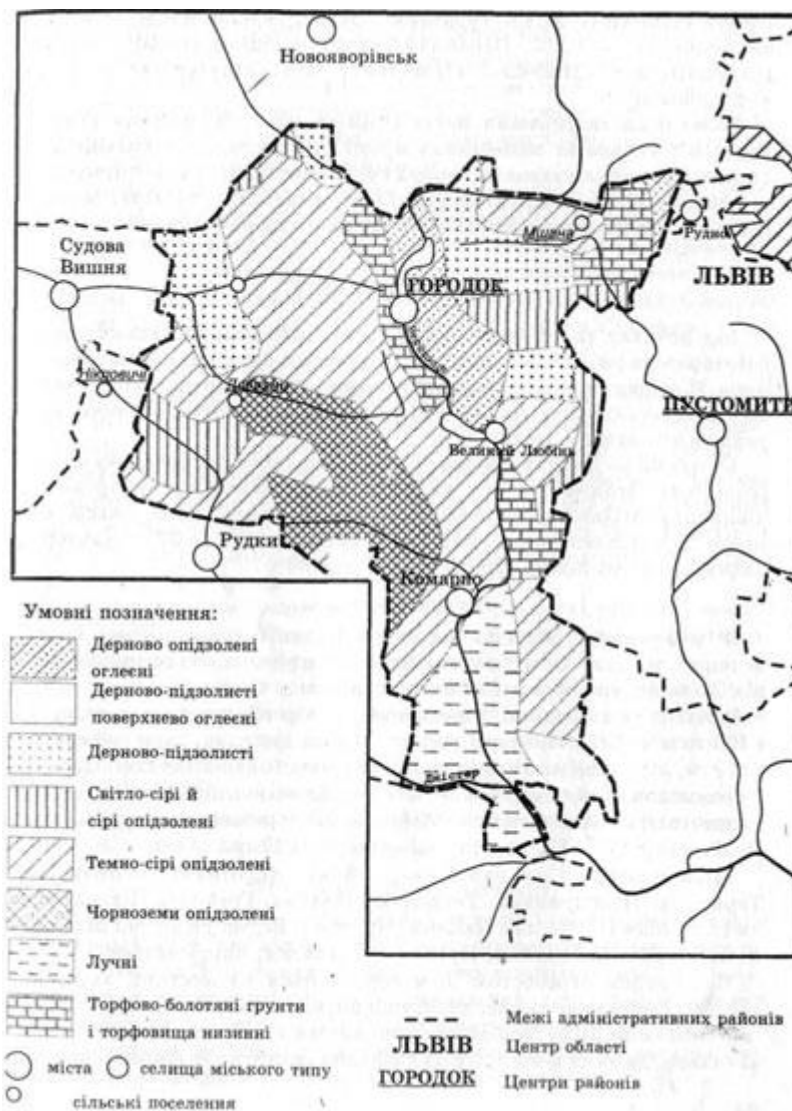 Новояворівськ
Судова
Вишня
Мшана
Рудно
ЛЬВІВ
ГОРОДОК
ПУСТОМИТИ
Великий Любінь
Рудки
Комарно
Дністер
Умовні позначення:
Дерново опідзолені
оглеєні
Дерново-підзолисті
поверхнево оглеєні
Дерново-підзолисті
Світло-сірі й
сірі опідзолені
Темно-сірі опідзолені
Чорноземи опідзолені
Лучні
Торфово-болотяні грунти
і торфовища низинні
міста
селища міського типу
сільські поселення
Межі адміністративних районів
ЛЬВІВ
Центр області
ГОРОДОК
Центри районів